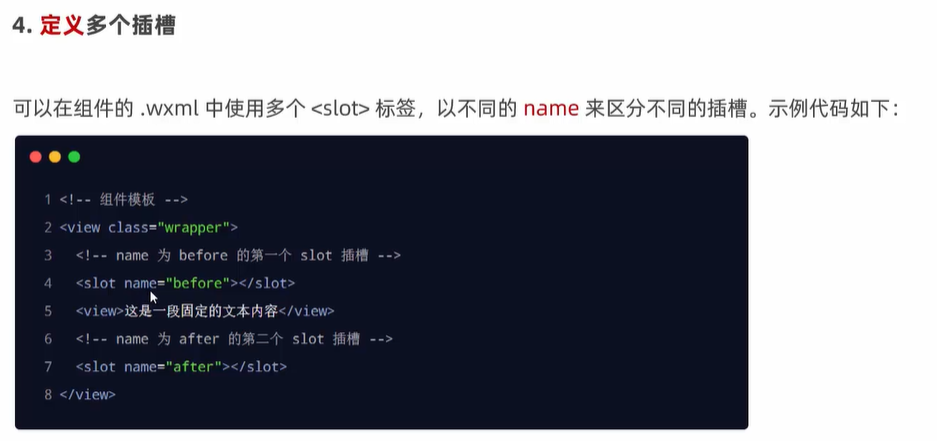 4. 定义多个插槽
可以在组件的 .wxml 中使用多个 <slot> 标签，以不同的 name 来区分不同的插槽。示例代码如下：
1 <!-- 组件模板 -->
2 <view class="wrapper">
3   <!-- name 为 before 的第一个 slot 插槽 -->
4   <slot name="before"></slot>
5   <view>这是一段固定的文本内容</view>
6   <!-- name 为 after 的第二个 slot 插槽 -->
7   <slot name="after"></slot>
8 </view>